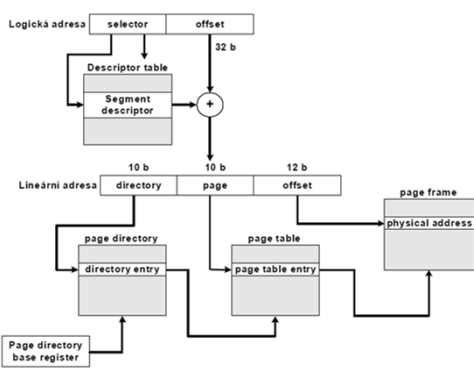 Logická adresa
selector
offset
32 b
Descriptor table
Segment
descriptor
+
10 b
10 b
12 b
Lineární adresa
directory
page
offset
page frame
physical address
page directory
page table
directory entry
page table entry
Page directory
base register